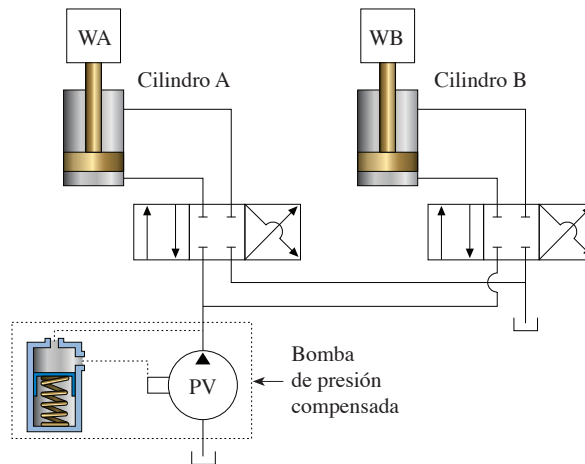 WA
WB
Cilindro A
Cilindro B
PV
Bomba
de presión
compensada